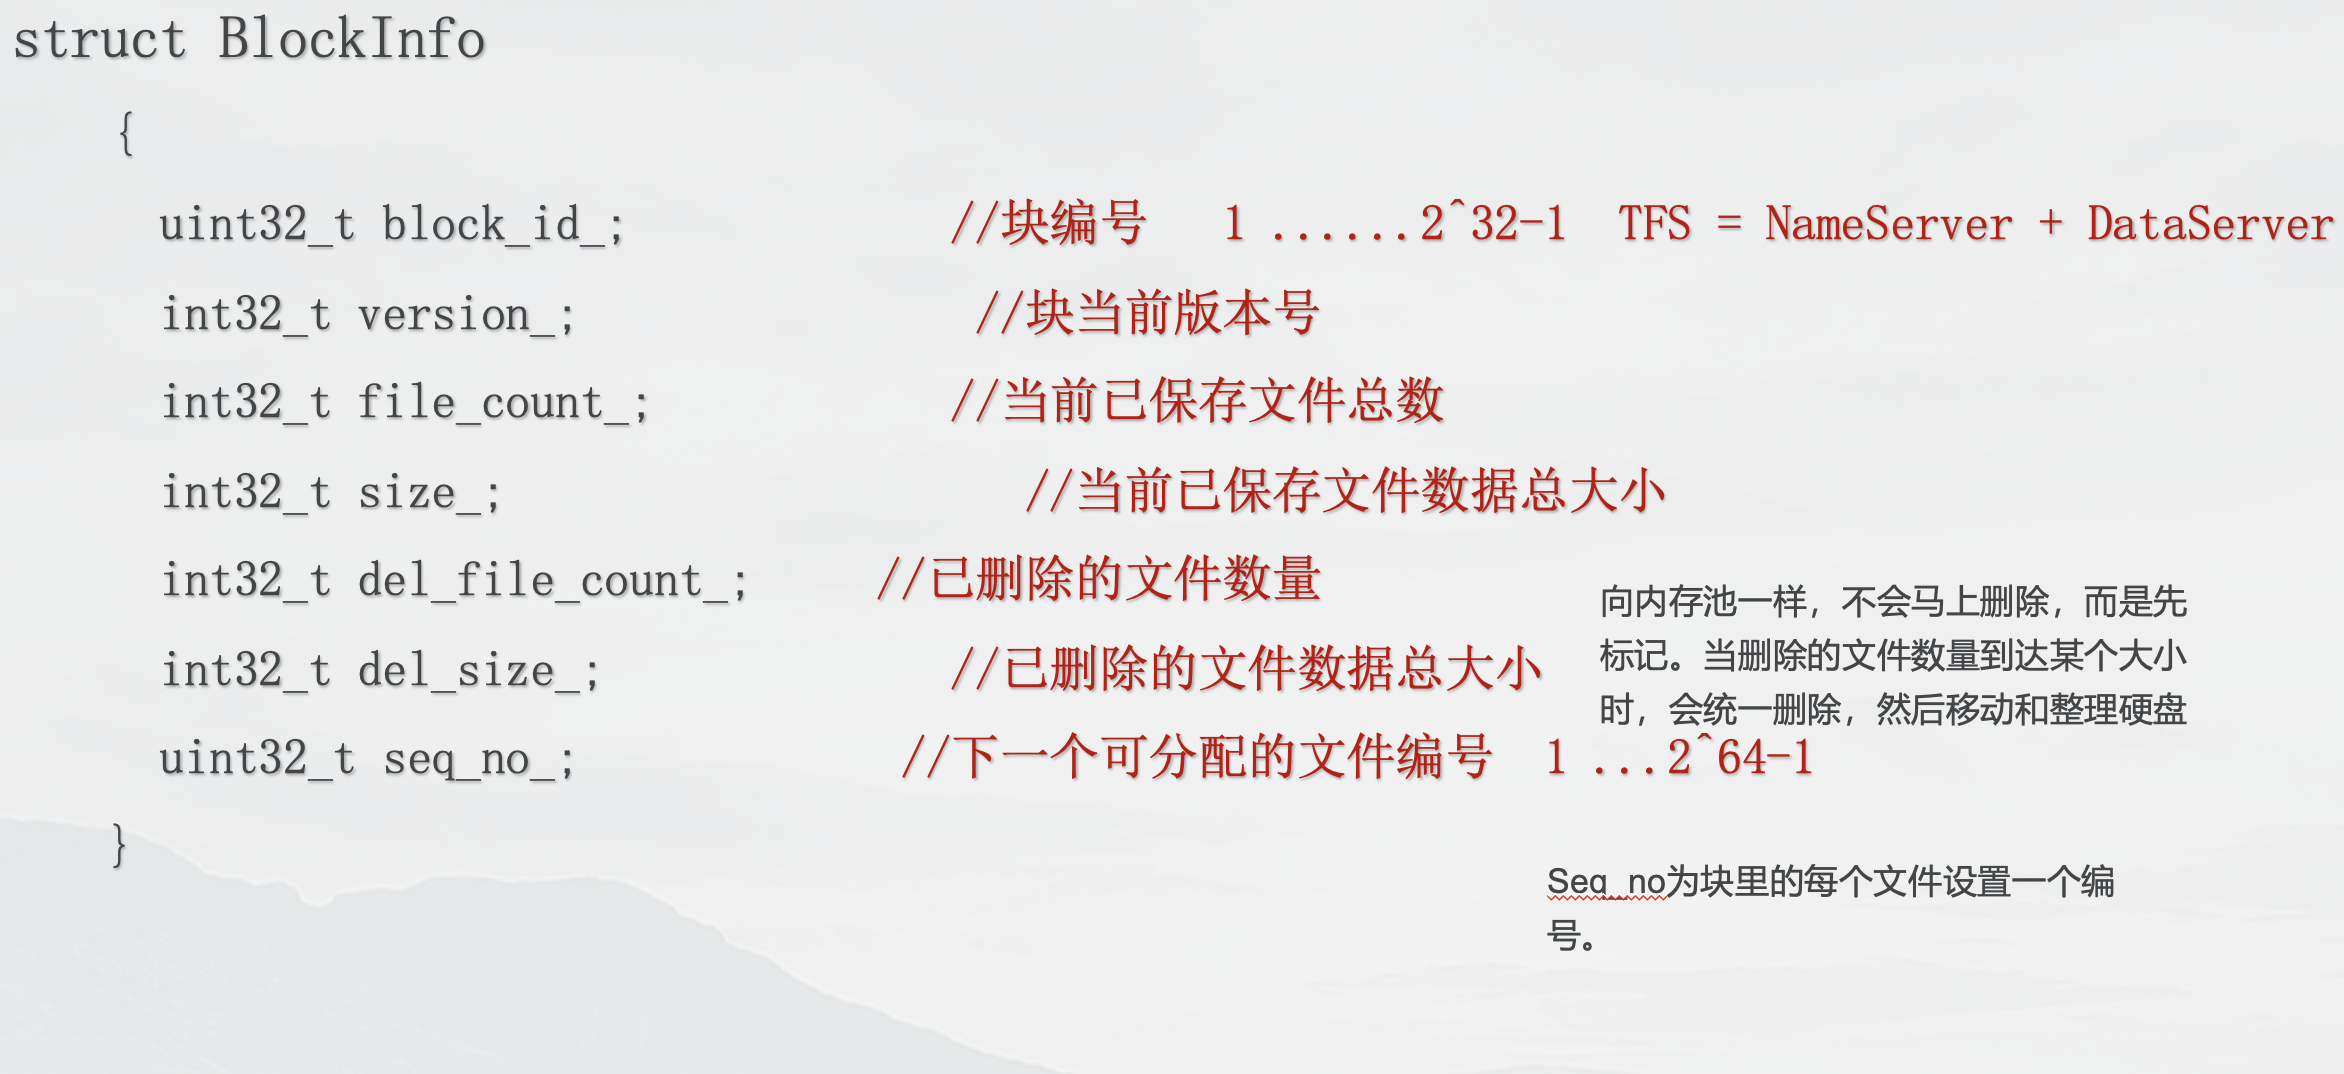 struct BlockInfo
{
uint32_t block_id_; //块编号 1 ......2^32-1 TFS = NameServer + DataServer
int32_t version_; //块当前版本号
int32_t file_count_; //当前已保存文件总数
int32_t size_; //当前已保存文件数据总大小
int32_t del_file_count_; //已删除的文件数量
int32_t del_size_; //已删除的文件数据总大小
uint32_t seq_no_; //下一个可分配的文件编号 1 ...2^64-1
}
向内存池一样，不会马上删除，而是先
标记。当删除的文件数量到达某个大小
时，会统一删除，然后移动和整理硬盘
Seq_no为块里的每个文件设置一个编
号。